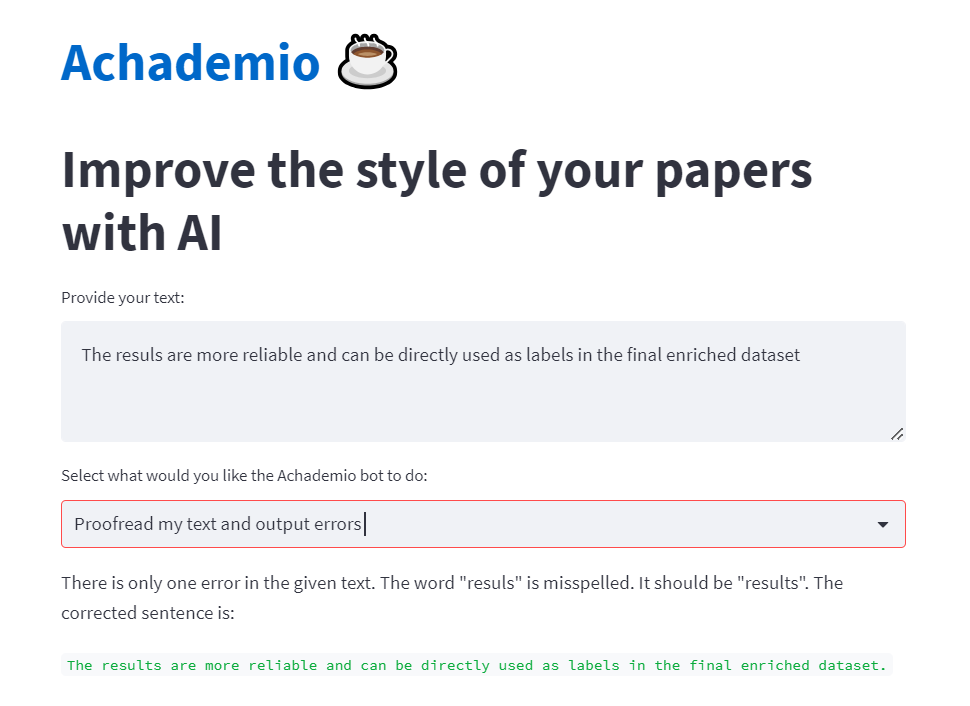 Achademio
Improve the style of your papers
with AI
Provide your text:
The resuls are more reliable and can be directly used as labels in the final enriched dataset
Select what would you like the Achademio bot to do:
Proofread my text and output errors
There is only one error in the given text. The word "resuls" is misspelled. It should be "results". The
corrected sentence is:
The results are more reliable and can be directly used as labels in the final enriched dataset.